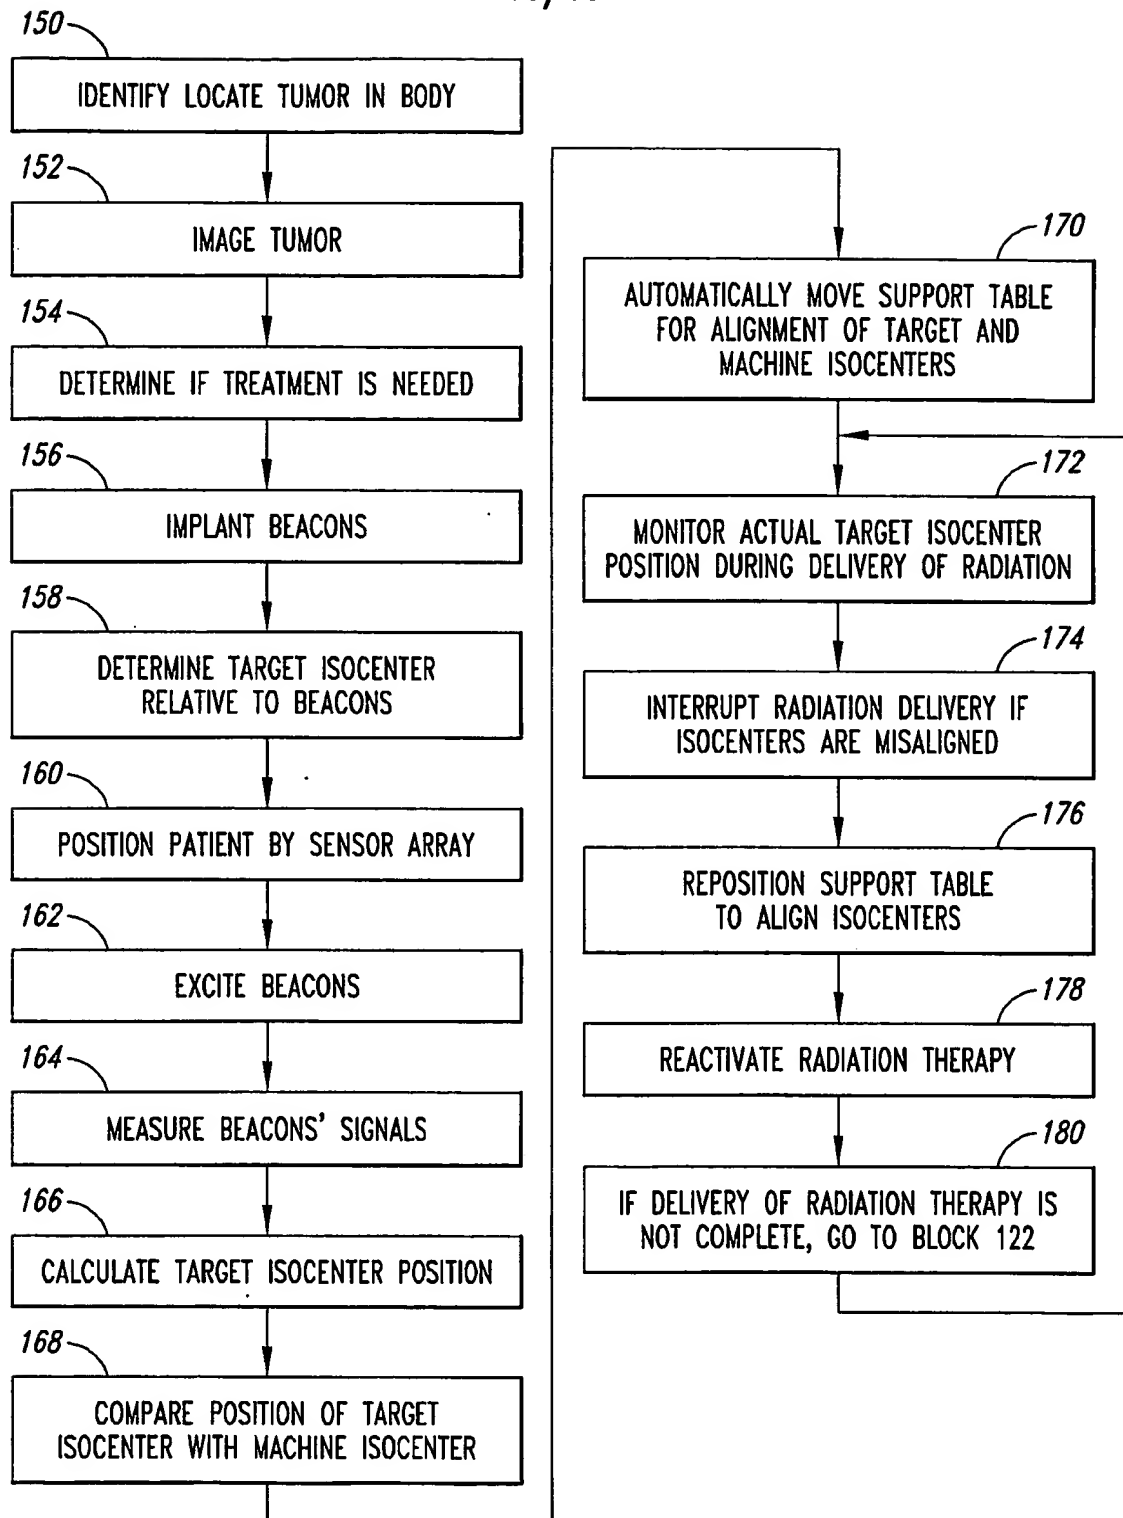 150
IDENTIFY LOCATE TUMOR IN BODY
152
IMAGE TUMOR
154
DETERMINE IF TREATMENT IS NEEDED
156
IMPLANT BEACONS
158
DETERMINE TARGET ISOCENTER
RELATIVE TO BEACONS
160
POSITION PATIENT BY SENSOR ARRAY
162
EXCITE BEACONS
164
MEASURE BEACONS' SIGNALS
166
CALCULATE TARGET ISOCENTER POSITION
168
COMPARE POSITION OF TARGET
ISOCENTER WITH MACHINE ISOCENTER
170
AUTOMATICALLY MOVE SUPPORT TABLE
FOR ALIGNMENT OF TARGET AND
MACHINE ISOCENTERS
172
MONITOR ACTUAL TARGET ISOCENTER
POSITION DURING DELIVERY OF RADIATION
174
INTERRUPT RADIATION DELIVERY IF
ISOCENTERS ARE MISALIGNED
176
REPOSITION SUPPORT TABLE
TO ALIGN ISOCENTERS
178
REACTIVATE RADIATION THERAPY
180
IF DELIVERY OF RADIATION THERAPY IS
NOT COMPLETE, GO TO BLOCK 122